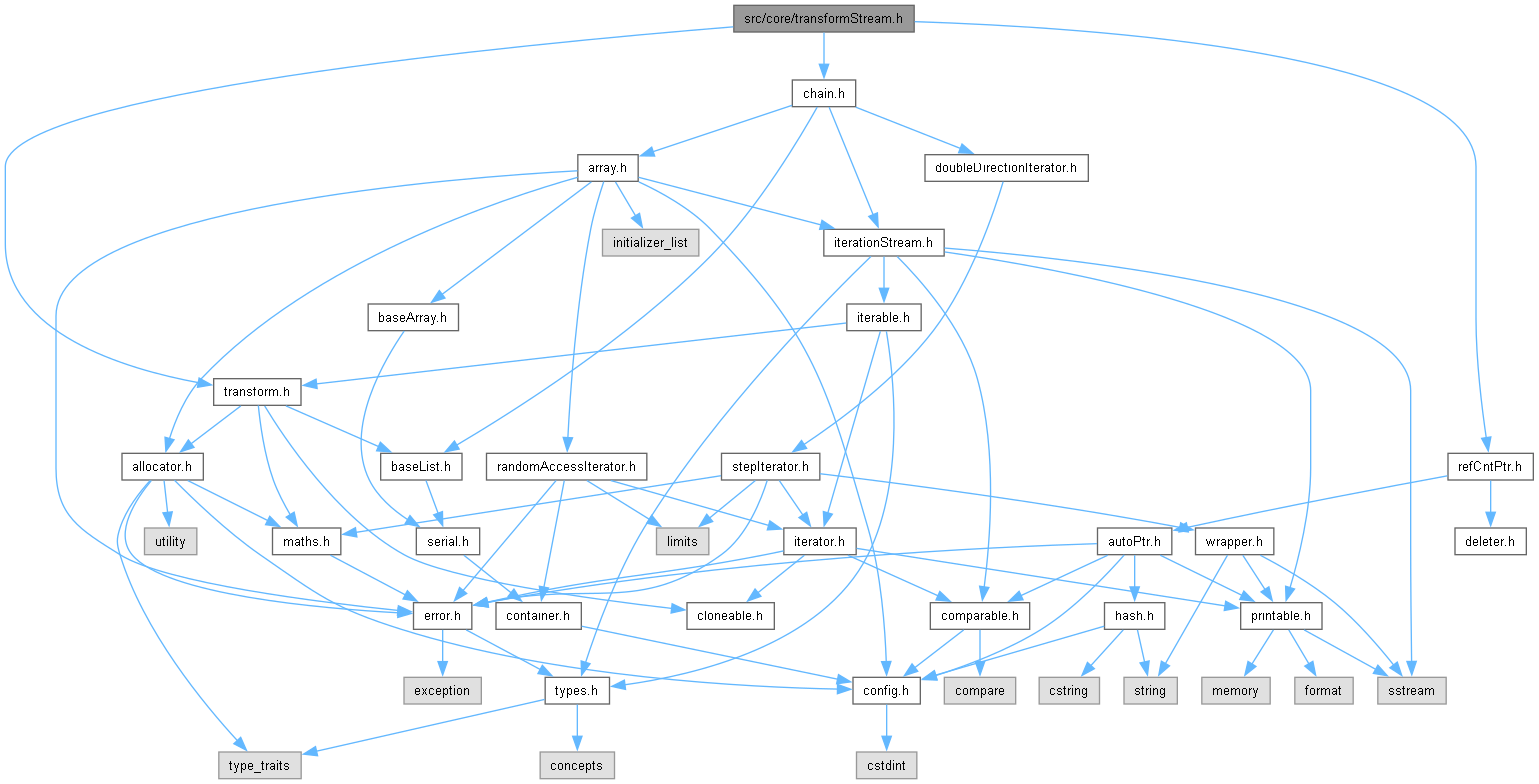 src/core/transformStream.h
chain.h
array.h
doubleDirectionIterator.h
initializer_list
iterationStream.h
baseArray.h
iterable.h
transform.h
allocator.h
baseList.h
randomAccessIterator.h
stepIterator.h
refCntPtr.h
utility
maths.h
serial.h
limits
iterator.h
autoPtr.h
wrapper.h
deleter.h
error.h
container.h
cloneable.h
comparable.h
hash.h
printable.h
exception
types.h
config.h
compare
cstring
string
memory
format
sstream
type_traits
concepts
cstdint